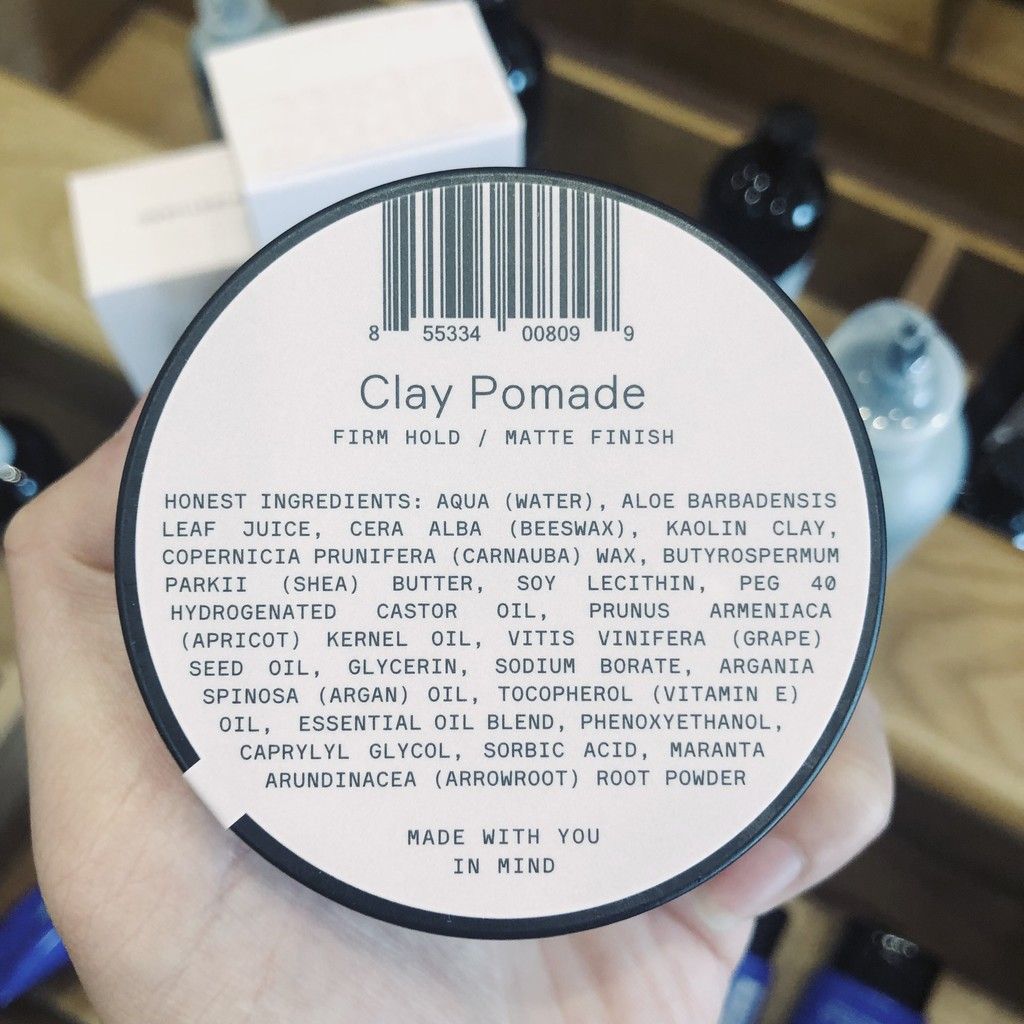 8 55334 00809 9
Clay Pomade
FIRM HOLD / MATTE FINISH
HONEST INGREDIENTS: AQUA (WATER), ALOE BARBADENSIS
LEAF JUICE, CERA ALBA (BEESWAX), KAOLIN CLAY,
COPERNICIA PRUNIFERA (CARNAUBA) WAX, BUTYROSPERMUM
PARKII (SHEA) BUTTER, SOY LECITHIN, PEG 40
HYDROGENATED CASTOR OIL, PRUNUS ARMENIACA
(APRICOT) KERNEL OIL, VITIS VINIFERA (GRAPE)
SEED OIL, GLYCERIN, SODIUM BORATE, ARGANIA
SPINOSA (ARGAN) OIL, TOCOPHEROL (VITAMIN E)
OIL, ESSENTIAL OIL BLEND, PHENOXYETHANOL,
CAPRYLYL GLYCOL, SORBIC ACID, MARANTA
ARUNDINACEA (ARROWROOT) ROOT POWDER
MADE WITH YOU
IN MIND